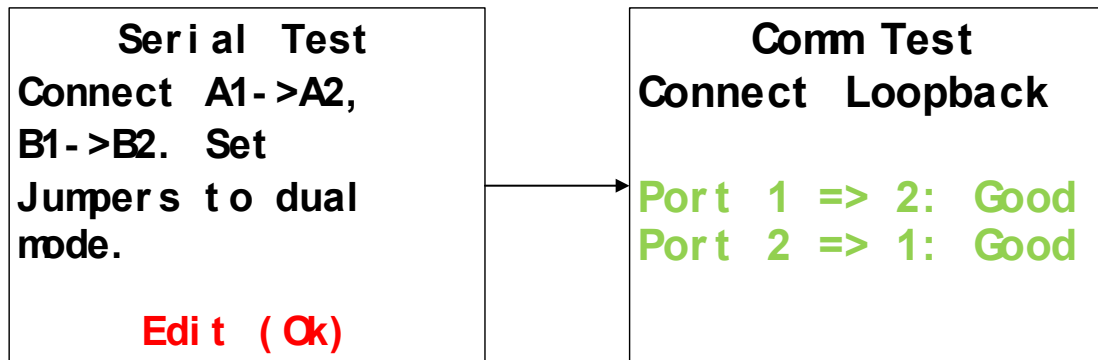 Serial Test
Connect A1->A2,
B1->B2. Set
Jumpers to dual
mode.
Edit (Ok)
Comm Test
Connect Loopback
Port 1 => 2: Good
Port 2 => 1: Good